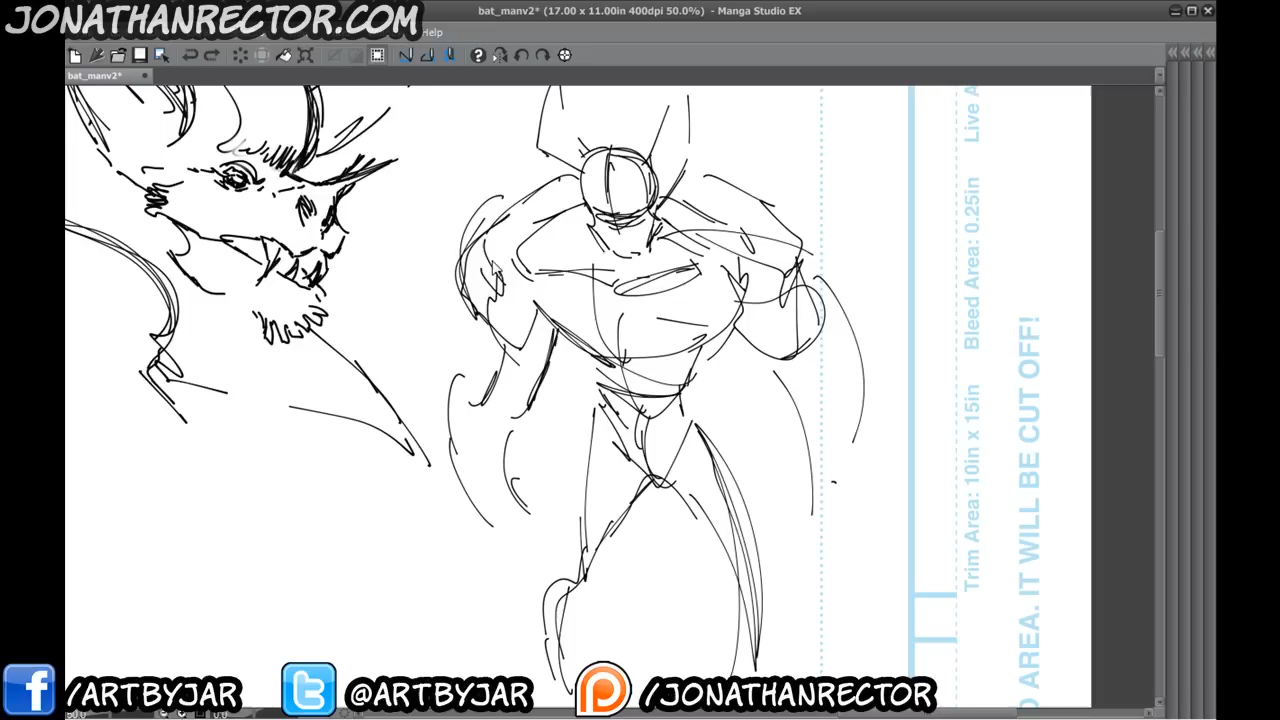 JONATHANRECTOR.COM
bat_manv2* (17.00 x 11.00in 400dpi 50.0%) - Manga Studio EX
Help
bat_manv2*
Trim Area: 10in x 15in Bleed Area: 0.25in Live A
AREA. IT WILL BE CUT OFF!
/ARTBYJAR
@ARTBYJAR
/JONATHANRECTOR